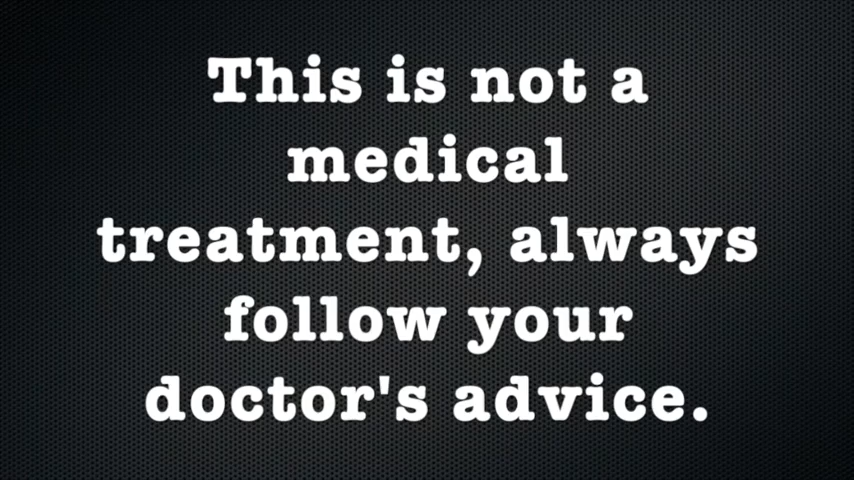 This is not a
medical
treatment, always
follow your
doctor's advice.